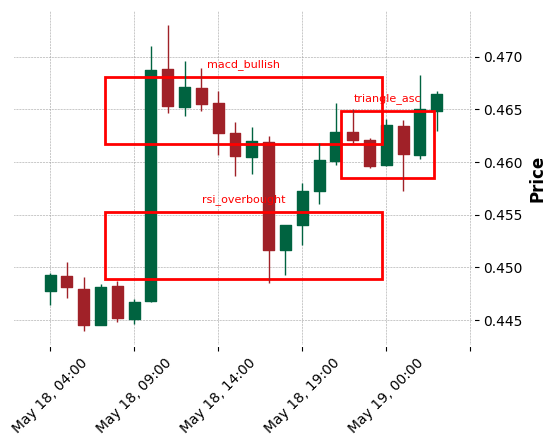 macd_bullish
0.470
triangle_asc
0.465
0.460
Price
rsi_overbought
0.455
0.450
0.445
May 18, 04:00
May 18, 09:00
May 18, 14:00
May 18, 19:00
May 19, 00:00